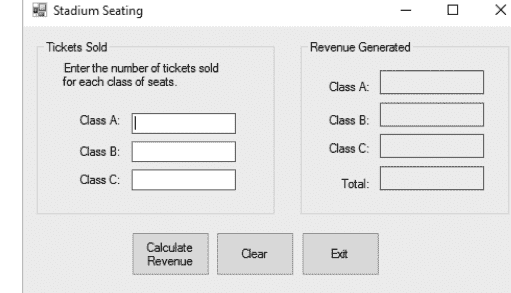 Stadium Seating
Tickets Sold
Enter the number of tickets sold
for each class of seats.
Class A:
Class B:
Class C:
Revenue Generated
Class A:
Class B:
Class C:
Total:
Calculate
Revenue
Clear
Exit